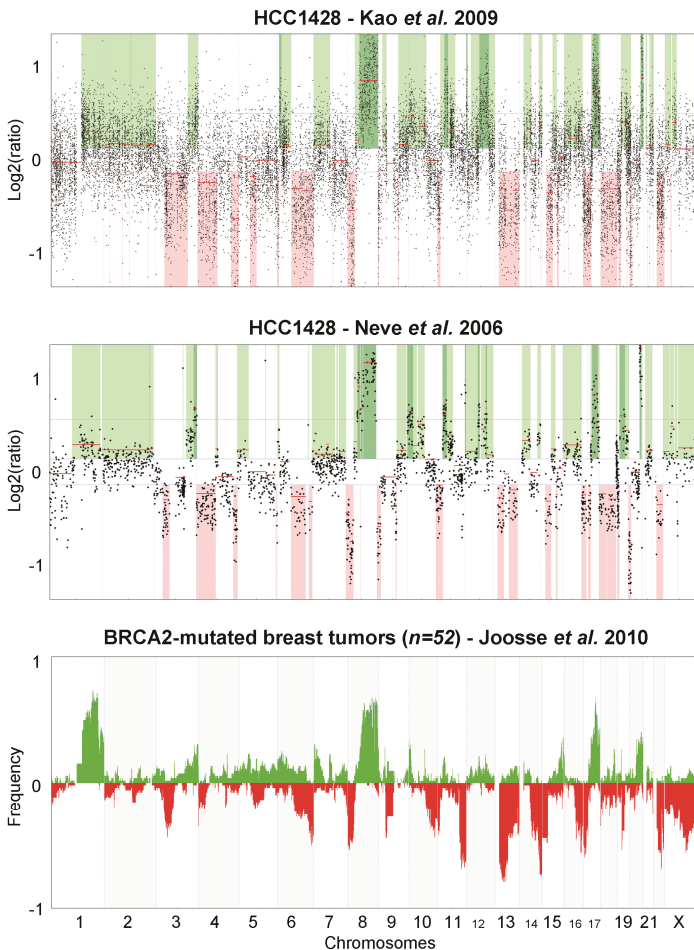 HCC1428 - Kao et al. 2009
1
0
-1
Log2(ratio)
HCC1428 - Neve et al. 2006
1
0
-1
Log2(ratio)
BRCA2-mutated breast tumors (n=52) - Joosse et al. 2010
1
0
-1
Frequency
1 2 3 4 5 6 7 8 9 10 11 12 13 14 15 16 17 19 21 X
Chromosomes